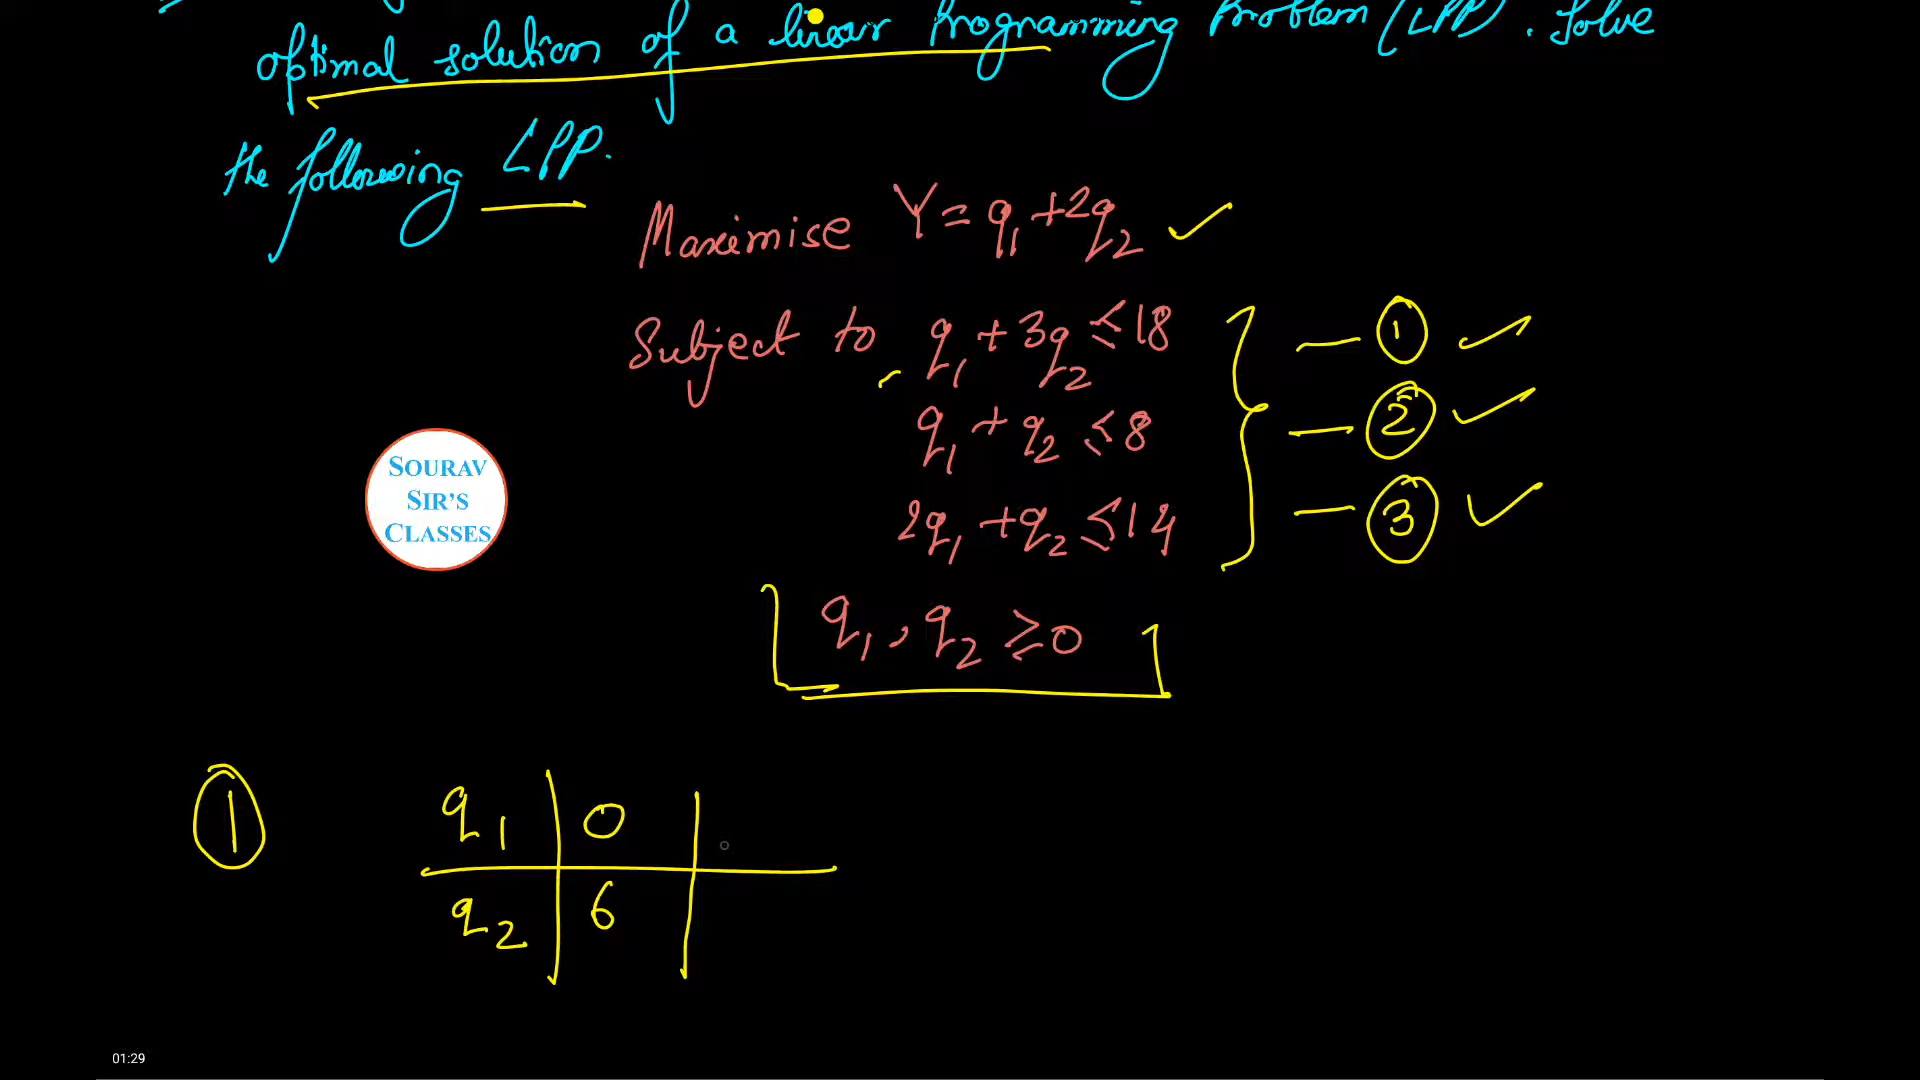 optimal solution of a linear Programming Problem (LPP). Solve
the following LPP.
Maximise Y = q₁ + 2q₂
Subject to q₁ + 3q₂ ≤ 18 — ①
q₁ + q₂ ≤ 8 — ②
2q₁ + q₂ ≤ 14 — ③
q₁, q₂ ≥ 0
SOURAV
SIR'S
CLASSES
①
q₁ 0
q₂ 6
01:29